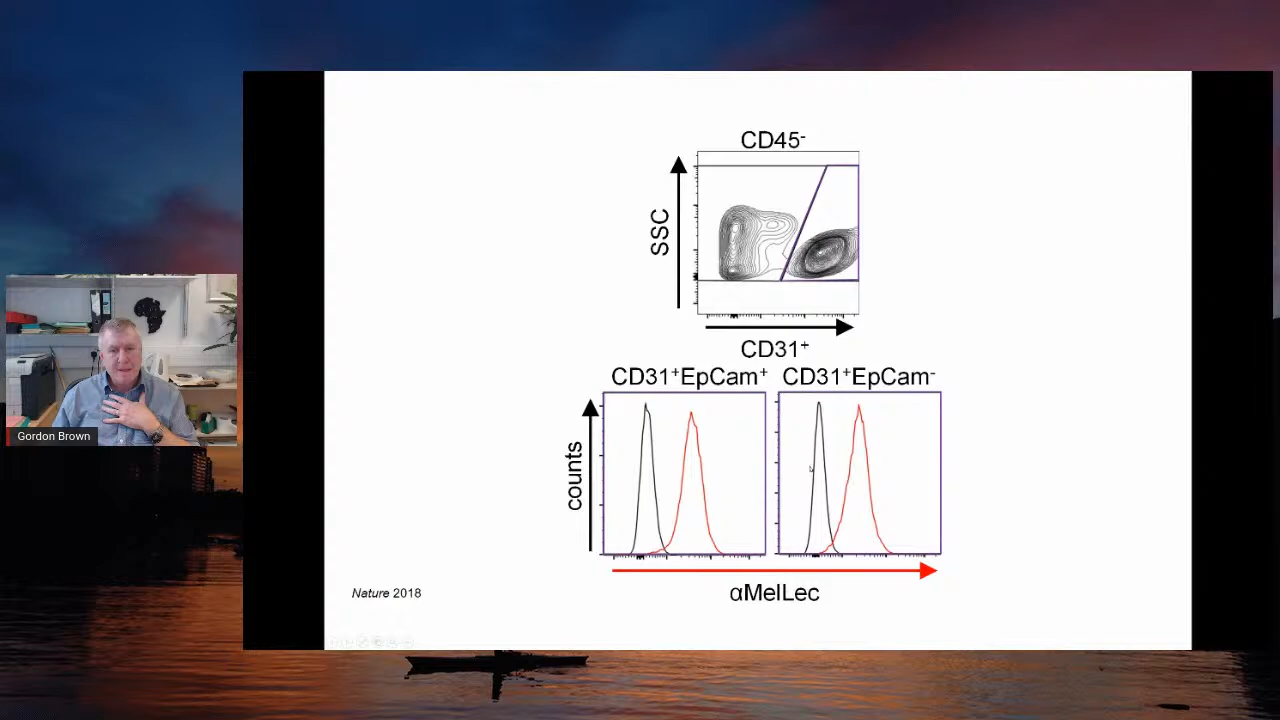 CD45-
SSC
CD31+
CD31+EpCam+ CD31+EpCam-
counts
αMelLec
Nature 2018
Gordon Brown